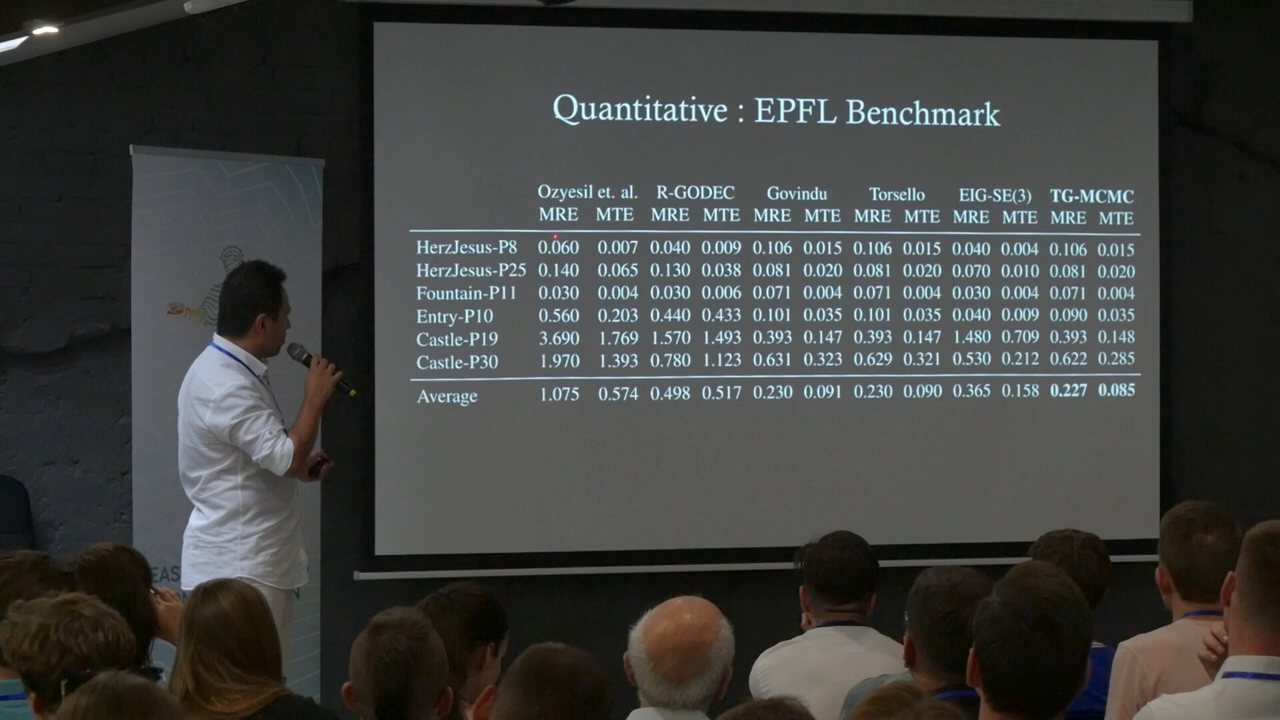 Quantitative : EPFL Benchmark
Ozyesil et. al. R-GODEC Govindu Torsello EIG-SE(3) TG-MCMC
MRE MTE MRE MTE MRE MTE MRE MTE MRE MTE MRE MTE
HerzJesus-P8 0.060 0.007 0.040 0.009 0.106 0.015 0.106 0.015 0.040 0.004 0.106 0.015
HerzJesus-P25 0.140 0.065 0.130 0.038 0.081 0.020 0.081 0.020 0.070 0.010 0.081 0.020
Fountain-P11 0.030 0.004 0.030 0.006 0.071 0.004 0.071 0.004 0.030 0.004 0.071 0.004
Entry-P10 0.560 0.203 0.440 0.433 0.101 0.035 0.101 0.035 0.040 0.009 0.090 0.035
Castle-P19 3.690 1.769 1.570 1.493 0.393 0.147 0.393 0.147 1.480 0.709 0.393 0.148
Castle-P30 1.970 1.393 0.780 1.123 0.631 0.323 0.629 0.321 0.530 0.212 0.622 0.285
Average 1.075 0.574 0.498 0.517 0.230 0.091 0.230 0.090 0.365 0.158 0.227 0.085